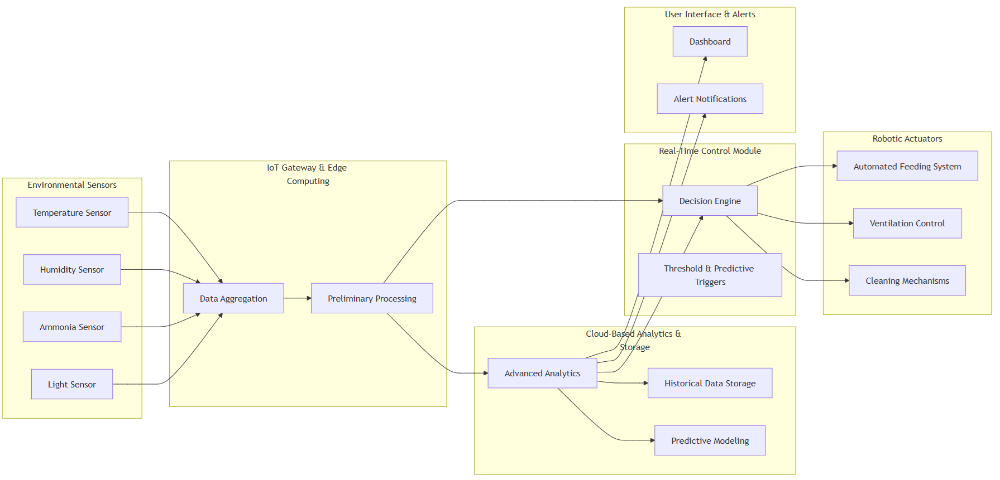 Environmental Sensors
Temperature Sensor
Humidity Sensor
Ammonia Sensor
Light Sensor
IoT Gateway & Edge
Computing
Data Aggregation
Preliminary Processing
User Interface & Alerts
Dashboard
Alert Notifications
Real-Time Control Module
Decision Engine
Threshold & Predictive
Triggers
Cloud-Based Analytics &
Storage
Advanced Analytics
Historical Data Storage
Predictive Modeling
Robotic Actuators
Automated Feeding System
Ventilation Control
Cleaning Mechanisms